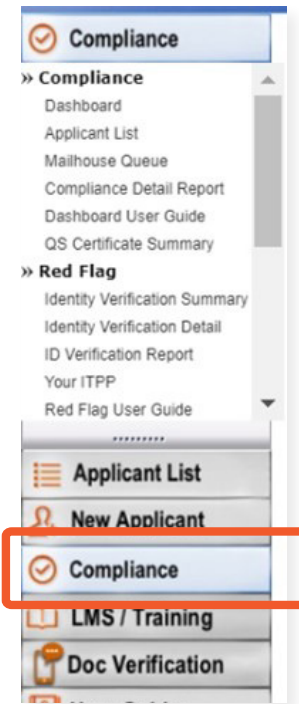 Compliance
» Compliance
Dashboard
Applicant List
Mailhouse Queue
Compliance Detail Report
Dashboard User Guide
QS Certificate Summary
» Red Flag
Identity Verification Summary
Identity Verification Detail
ID Verification Report
Your ITPP
Red Flag User Guide
Applicant List
New Applicant
Compliance
LMS / Training
Doc Verification